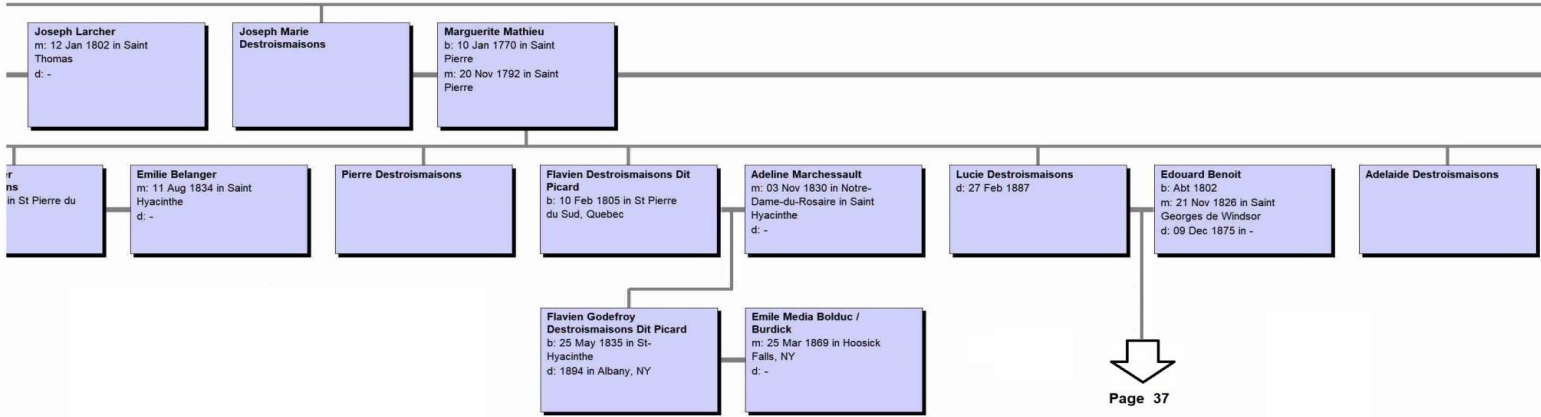 Joseph Larcher
m: 12 Jan 1802 in Saint
Thomas
d: -
Joseph Marie
Destroismaisons
Marguerite Mathieu
b: 10 Jan 1770 in Saint
Pierre
m: 20 Nov 1792 in Saint
Pierre
er
ns
in St Pierre du
Emilie Belanger
m: 11 Aug 1834 in Saint
Hyacinthe
d: -
Pierre Destroismaisons
Flavien Destroismaisons Dit
Picard
b: 10 Feb 1805 in St Pierre
du Sud, Quebec
Adeline Marchessault
m: 03 Nov 1830 in Notre-
Dame-du-Rosaire in Saint
Hyacinthe
d: -
Lucie Destroismaisons
d: 27 Feb 1887
Edouard Benoit
b: Abt 1802
m: 21 Nov 1826 in Saint
Georges de Windsor
d: 09 Dec 1875 in -
Adelaide Destroismaisons
Flavien Godefroy
Destroismaisons Dit Picard
b: 25 May 1835 in St-
Hyacinthe
d: 1894 in Albany, NY
Emile Media Bolduc /
Burdick
m: 25 Mar 1869 in Hoosick
Falls, NY
d: -
Page 37